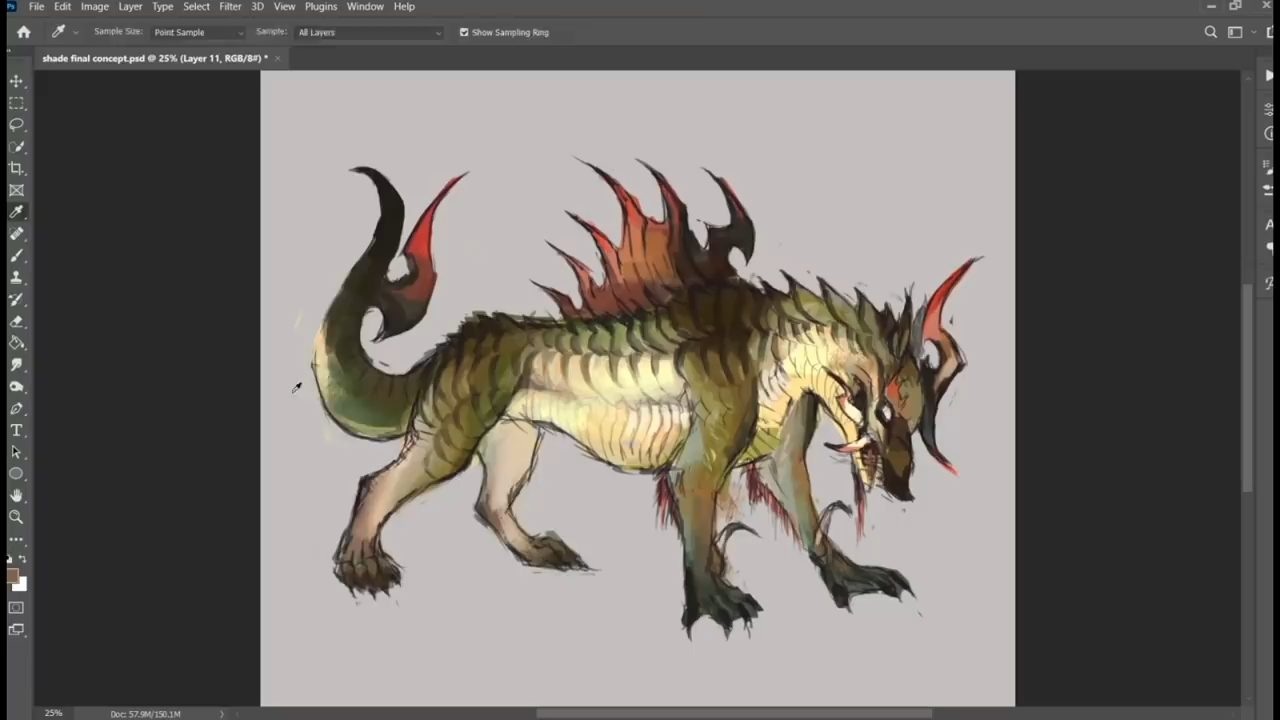 Ps File Edit Image Layer Type Select Filter 3D View Plugins Window Help
Sample Size: Point Sample Sample: All Layers Show Sampling Ring
shade final concept.psd @ 25% (Layer 11, RGB/8#) * ×
25% Doc: 57.9M/150.1M